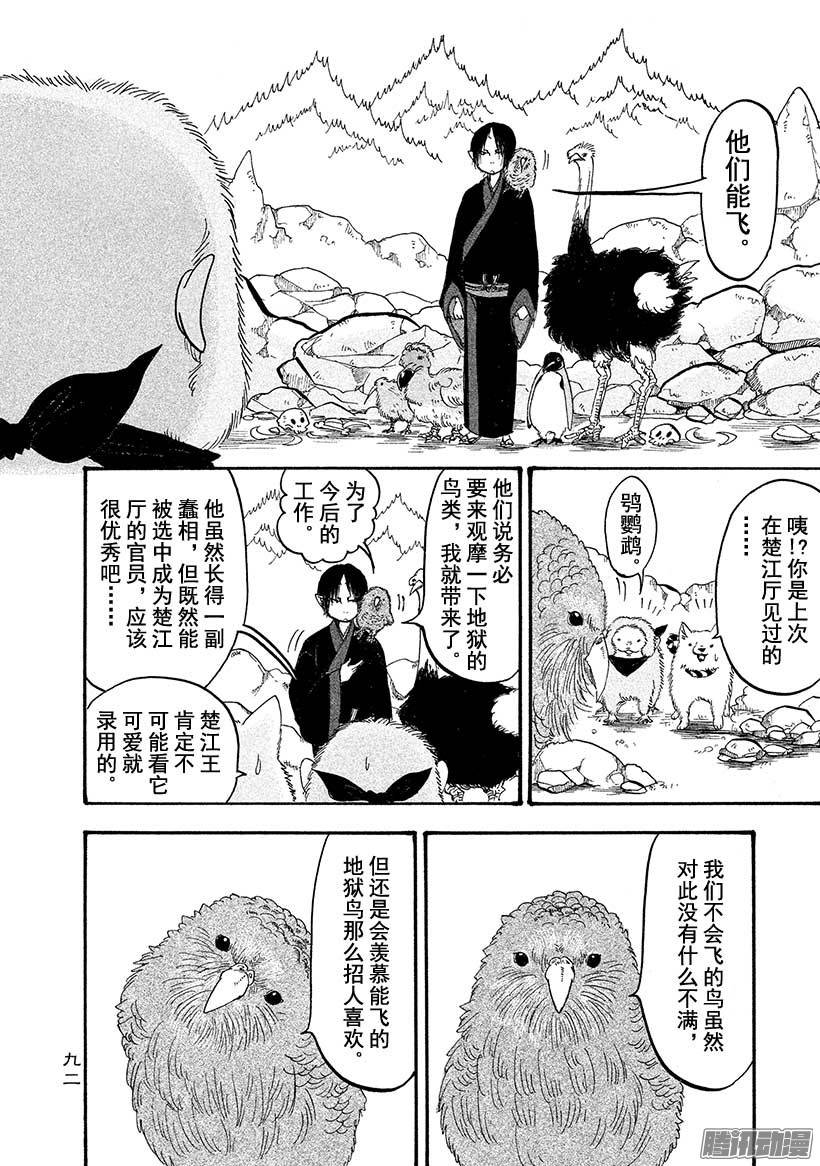 他们能飞。
咦!?你是上次
在楚江厅见过的
……
鸮鹦鹉。
他们说务必
要来观摩一下地狱的
鸟类，我就带来了。
为了
今后的
工作。
他虽然长得一副
蠢相，但既然能
被选中成为楚江
厅的官员，应该
很优秀吧……
楚江王
肯定不
可能看它
可爱就
录用的。
我们不会飞的鸟虽然
对此没有什么不满，
但还是会羡慕能飞的
地狱鸟那么招人喜欢。
九二
腾讯动漫